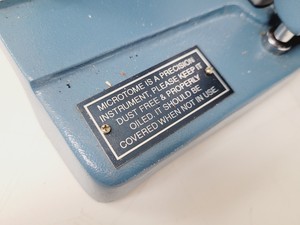 MICROTOME IS A PRECISION
INSTRUMENT, PLEASE KEEP IT
DUST FREE & PROPERLY
OILED. IT SHOULD BE
COVERED WHEN NOT IN USE.